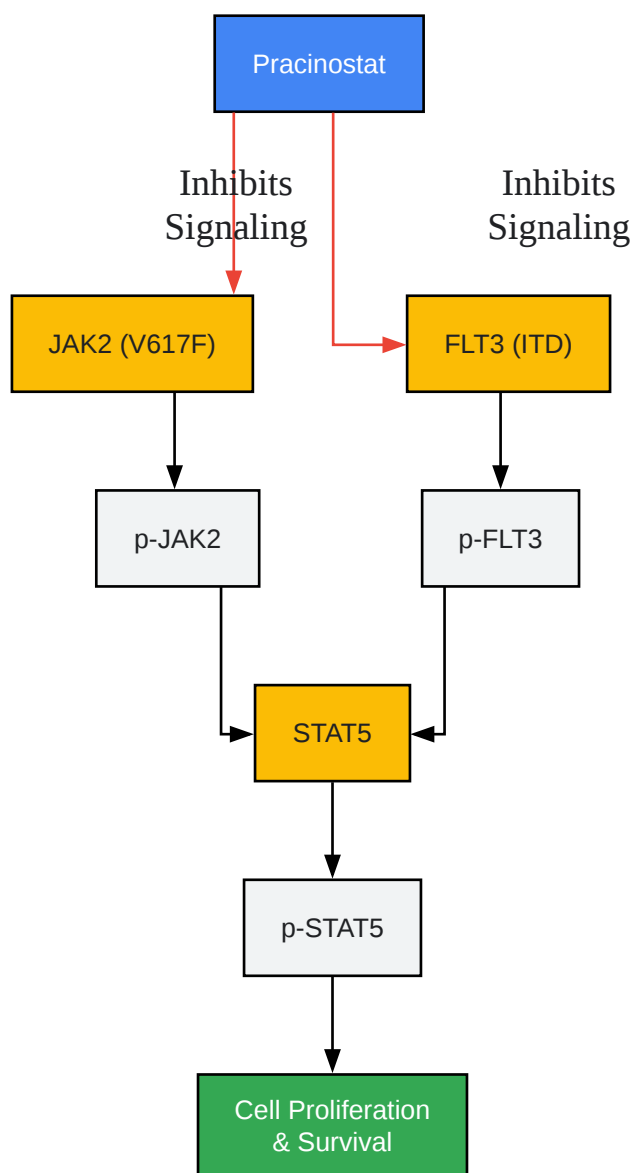 Pracinostat
Inhibits
Signaling
Inhibits
Signaling
JAK2 (V617F)
FLT3 (ITD)
p-JAK2
p-FLT3
STAT5
p-STAT5
Cell Proliferation
& Survival